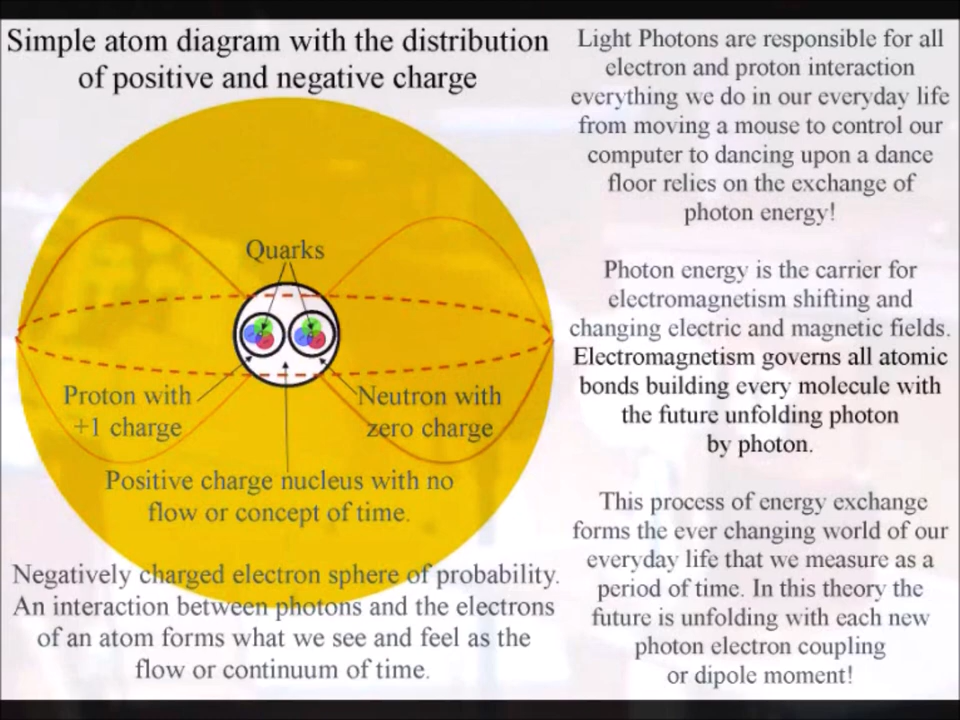 Simple atom diagram with the distribution
of positive and negative charge
Quarks
Proton with
+1 charge
Neutron with
zero charge
Positive charge nucleus with no
flow or concept of time.
Negatively charged electron sphere of probability.
An interaction between photons and the electrons
of an atom forms what we see and feel as the
flow or continuum of time.
Light Photons are responsible for all
electron and proton interaction
everything we do in our everyday life
from moving a mouse to control our
computer to dancing upon a dance
floor relies on the exchange of
photon energy!
Photon energy is the carrier for
electromagnetism shifting and
changing electric and magnetic fields.
Electromagnetism governs all atomic
bonds building every molecule with
the future unfolding photon
by photon.
This process of energy exchange
forms the ever changing world of our
everyday life that we measure as a
period of time. In this theory the
future is unfolding with each new
photon electron coupling
or dipole moment!